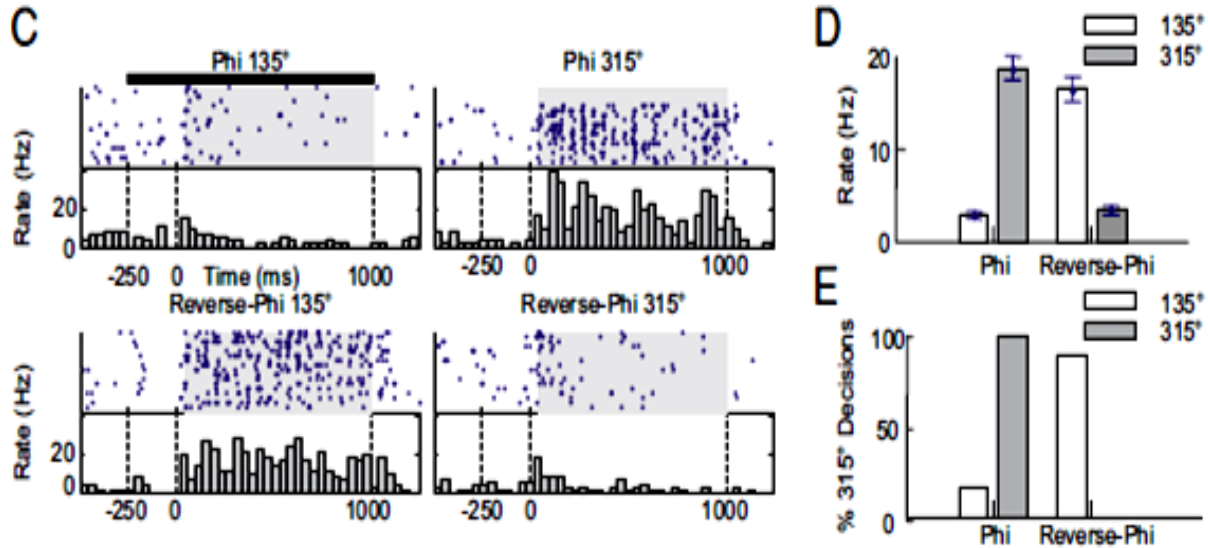 C
Phi 135°
Phi 315°
Rate (Hz)
20
0
-250 0 Time (ms) 1000
-250 0 1000
Reverse-Phi 135°
Reverse-Phi 315°
Rate (Hz)
20
0
-250 0 1000
-250 0 1000
D
135°
315°
Rate (Hz)
20
10
0
Phi Reverse-Phi
E
135°
315°
% 315° Decisions
100
50
0
Phi Reverse-Phi